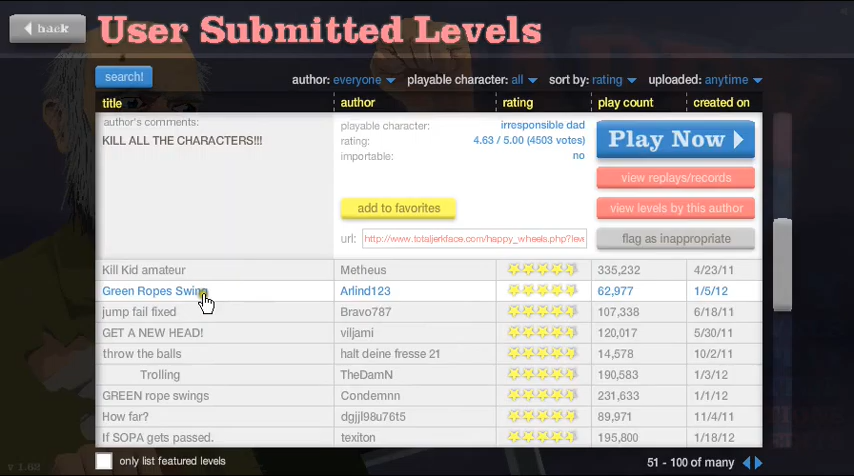 back
User Submitted Levels
search!
author: everyone playable character: all sort by: rating uploaded: anytime
title author rating play count created on
author's comments:
KILL ALL THE CHARACTERS!!!
playable character: irresponsible dad
rating: 4.63 / 5.00 (4503 votes)
importable: no
Play Now
view replays/records
add to favorites
view levels by this author
url: http://www.totaljerkface.com/happy_wheels.php?leve
flag as inappropriate
Kill Kid amateur Metheus 335,232 4/23/11
Green Ropes Swing Arlind123 62,977 1/5/12
jump fail fixed Bravo787 107,338 6/18/11
GET A NEW HEAD! viljami 120,017 5/30/11
throw the balls halt deine fresse 21 14,578 10/2/11
Trolling TheDamN 190,583 1/3/12
GREEN rope swings Condemnn 231,633 1/1/12
How far? dgjjl98u76t5 89,971 11/4/11
If SOPA gets passed. texiton 195,800 1/18/12
only list featured levels
51 - 100 of many
v 1.62